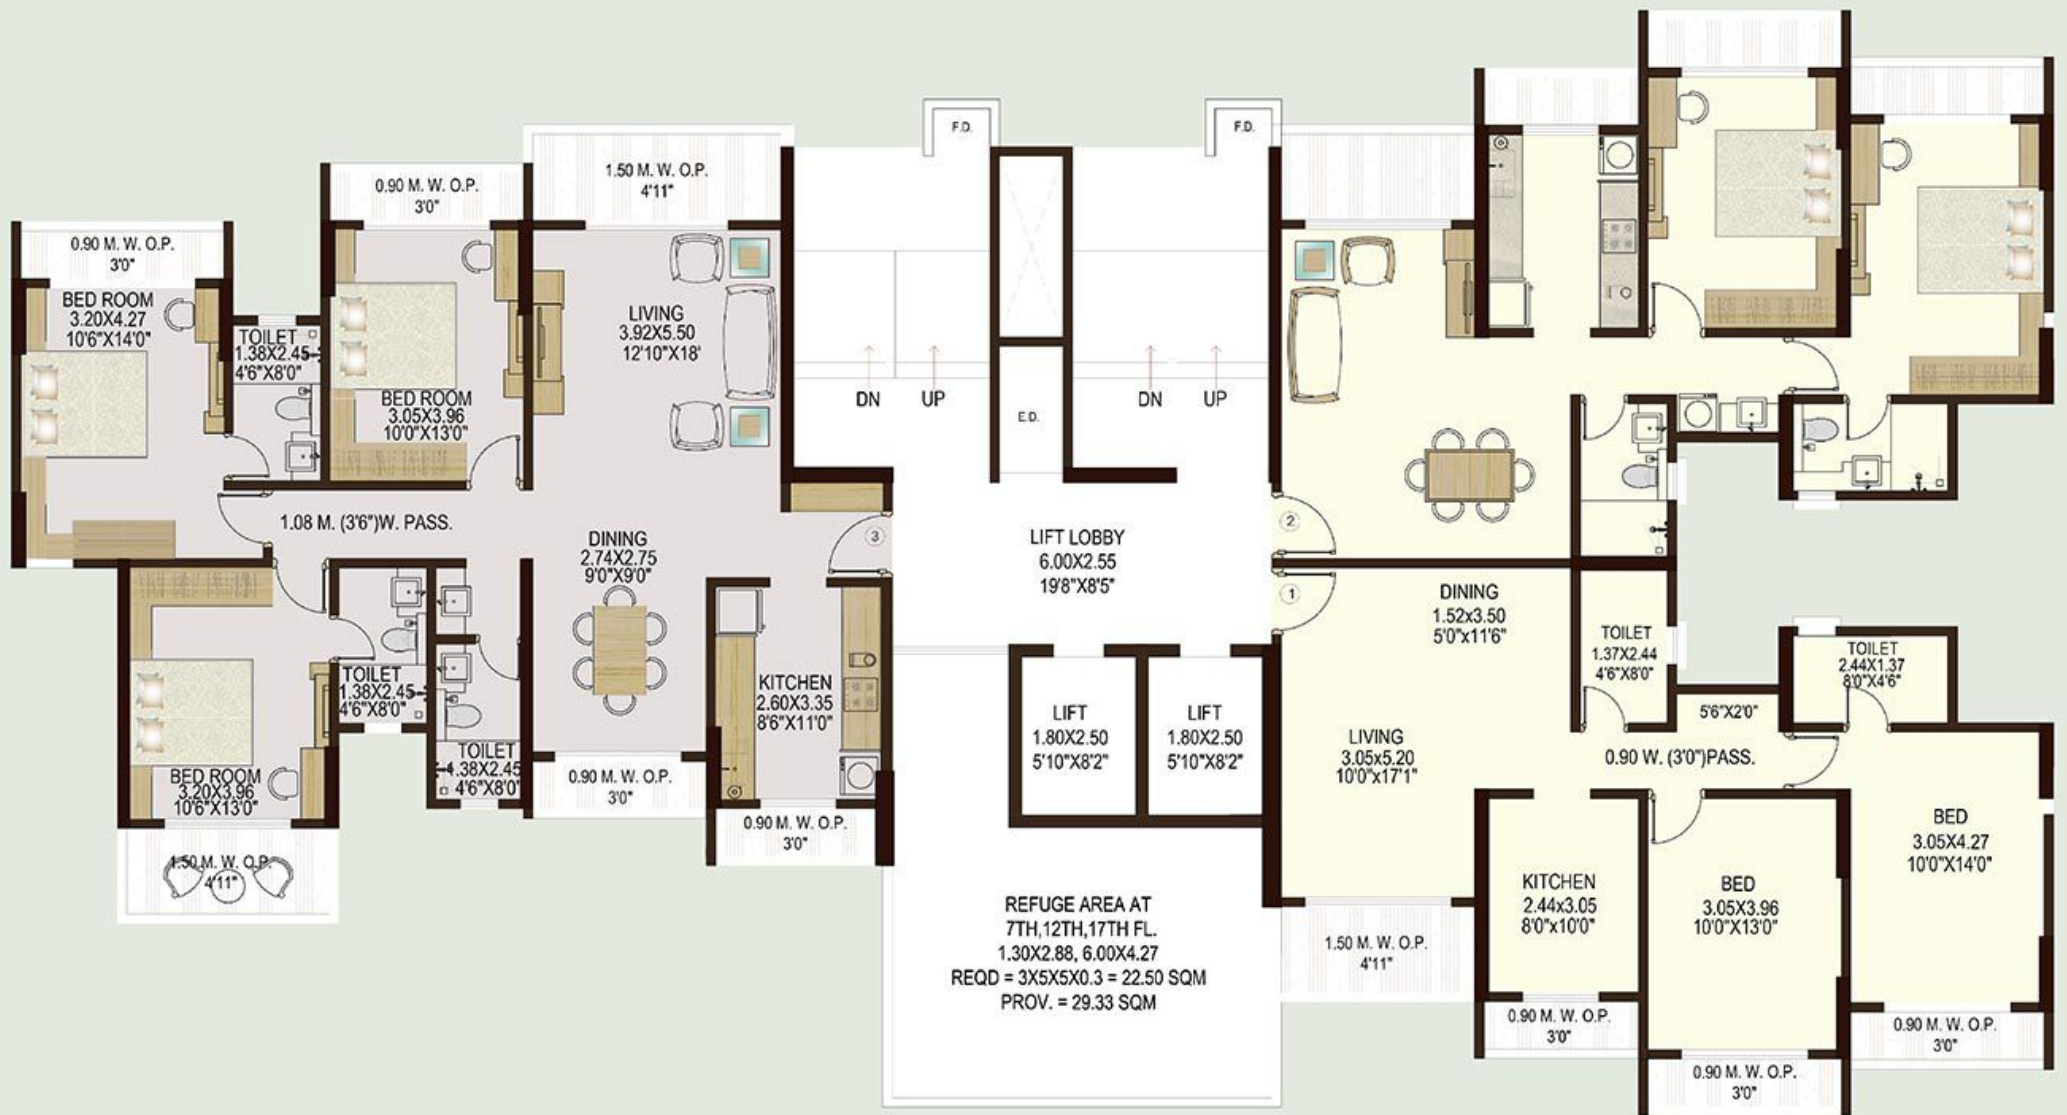 0.90 M. W. O.P.
3'0"
BED ROOM
3.20X4.27
10'6"X14'0"
TOILET
1.38X2.45
4'6"X8'0"
0.90 M. W. O.P.
3'0"
BED ROOM
3.05X3.96
10'0"X13'0"
1.50 M. W. O.P.
4'11"
LIVING
3.92X5.50
12'10"X18'
1.08 M. (3'6")W. PASS.
DINING
2.74X2.75
9'0"X9'0"
3
BED ROOM
3.20X3.96
10'6"X13'0"
1.50 M. W. O.P.
4'11"
TOILET
1.38X2.45
4'6"X8'0"
TOILET
1.38X2.45
4'6"X8'0"
0.90 M. W. O.P.
3'0"
KITCHEN
2.60X3.35
8'6"X11'0"
0.90 M. W. O.P.
3'0"
F.D.
F.D.
DN
UP
E.D.
DN
UP
LIFT LOBBY
6.00X2.55
19'8"X8'5"
LIFT
1.80X2.50
5'10"X8'2"
LIFT
1.80X2.50
5'10"X8'2"
REFUGE AREA AT
7TH,12TH,17TH FL.
1.30X2.88, 6.00X4.27
REQD = 3X5X5X0.3 = 22.50 SQM
PROV. = 29.33 SQM
2
1
DINING
1.52x3.50
5'0"x11'6"
LIVING
3.05x5.20
10'0"x17'1"
TOILET
1.37X2.44
4'6"X8'0"
TOILET
2.44X1.37
8'0"X4'6"
5'6"X2'0"
0.90 W. (3'0")PASS.
KITCHEN
2.44x3.05
8'0"x10'0"
BED
3.05X3.96
10'0"X13'0"
BED
3.05X4.27
10'0"X14'0"
1.50 M. W. O.P.
4'11"
0.90 M. W. O.P.
3'0"
0.90 M. W. O.P.
3'0"
0.90 M. W. O.P.
3'0"